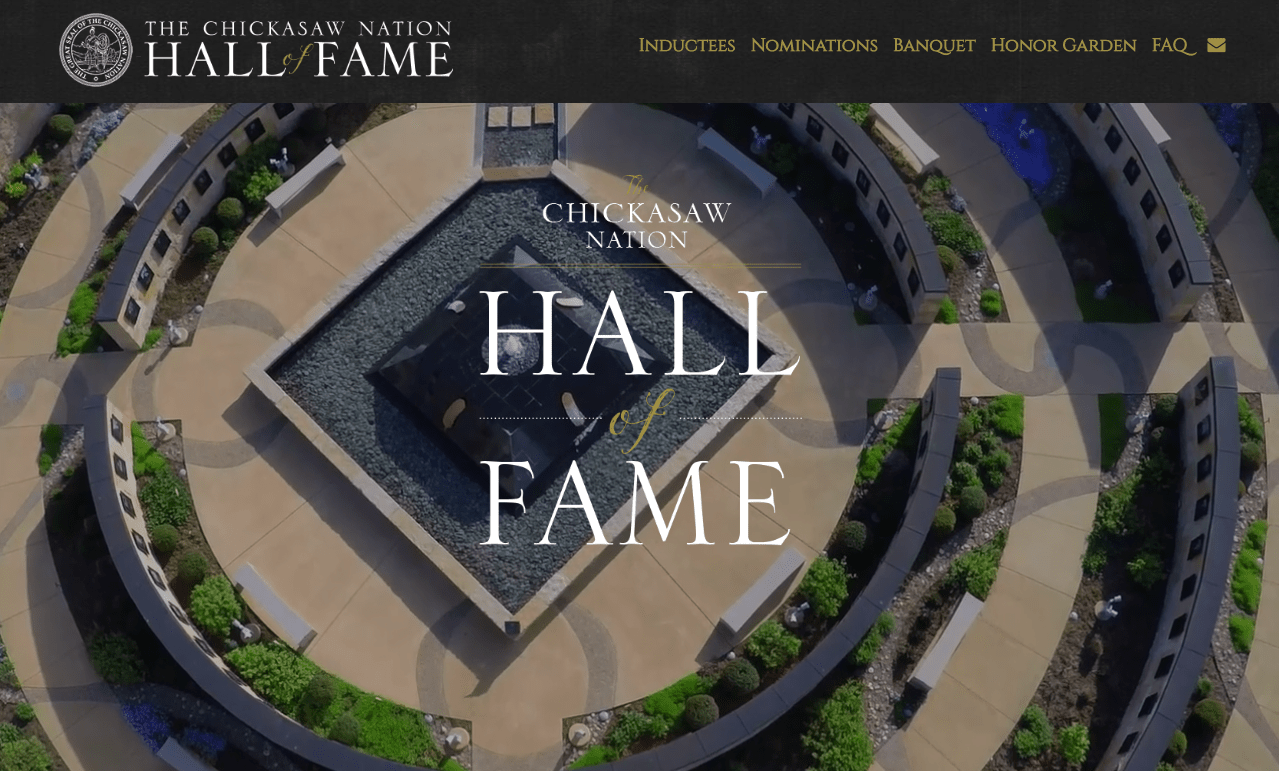 THE GREAT SEAL OF THE CHICKASAW NATION
THE CHICKASAW NATION
HALL of FAME
INDUCTEES NOMINATIONS BANQUET HONOR GARDEN FAQ
The
CHICKASAW
NATION
HALL
of
FAME